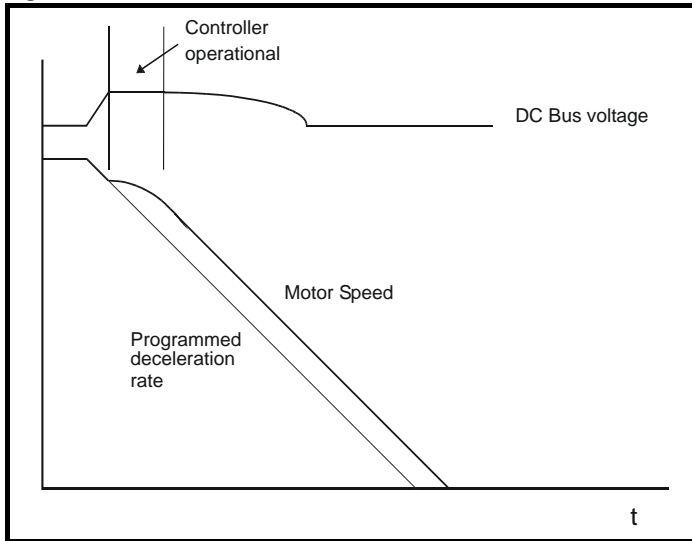 Controller
operational
DC Bus voltage
Motor Speed
Programmed
deceleration
rate
t